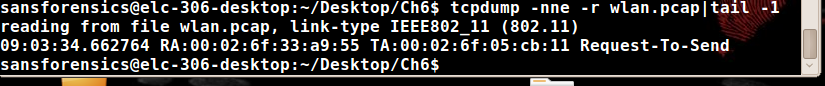 sansforensics@elc-306-desktop:~/Desktop/Ch6$ tcpdump -nne -r wlan.pcap|tail -1
reading from file wlan.pcap, link-type IEEE802_11 (802.11)
09:03:34.662764 RA:00:02:6f:33:a9:55 TA:00:02:6f:05:cb:11 Request-To-Send
sansforensics@elc-306-desktop:~/Desktop/Ch6$